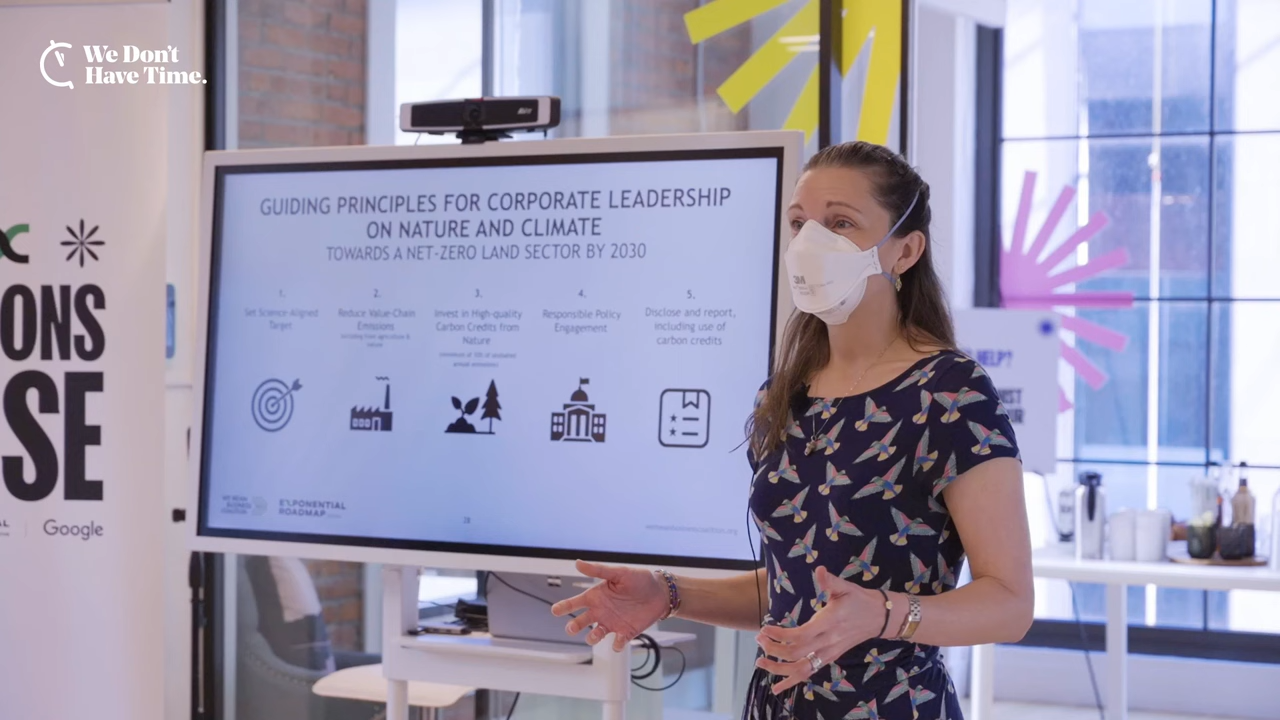 We Don't
Have Time.
GUIDING PRINCIPLES FOR CORPORATE LEADERSHIP
ON NATURE AND CLIMATE
TOWARDS A NET-ZERO LAND SECTOR BY 2030
1.
Set Science-Aligned
Target
2.
Reduce Value-Chain
Emissions
3.
Invest in High-quality
Carbon Credits from
Nature
4.
Responsible Policy
Engagement
5.
Disclose and report,
including use of
carbon credits
EXPONENTIAL
ROADMAP
28
ONS
SE
Google
3M
HELP?